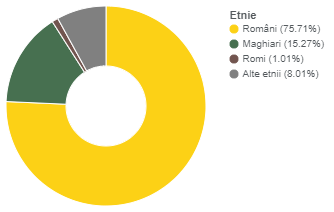 Etnie
Români (75.71%)
Maghiari (15.27%)
Romi (1.01%)
Alte etnii (8.01%)